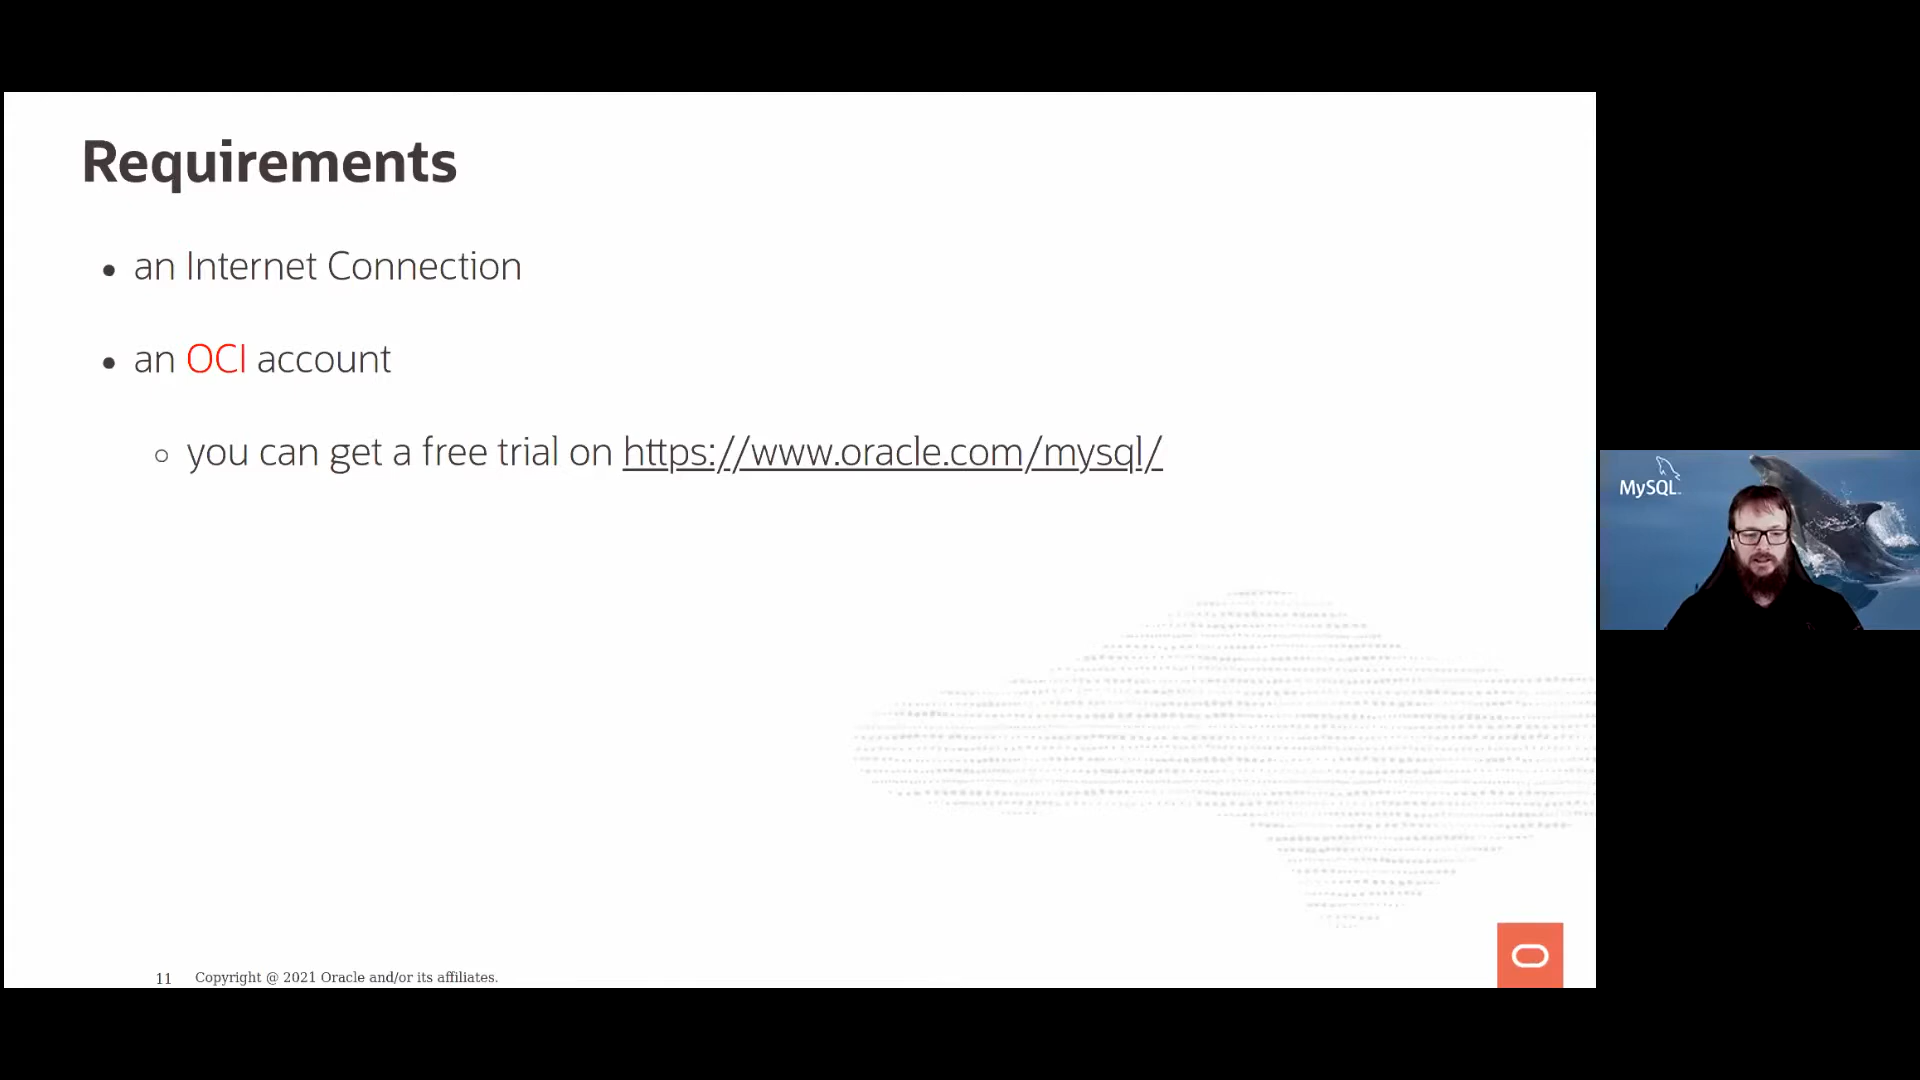 Requirements
an Internet Connection
an OCI account
you can get a free trial on https://www.oracle.com/mysql/
MySQL
11 Copyright @ 2021 Oracle and/or its affiliates.